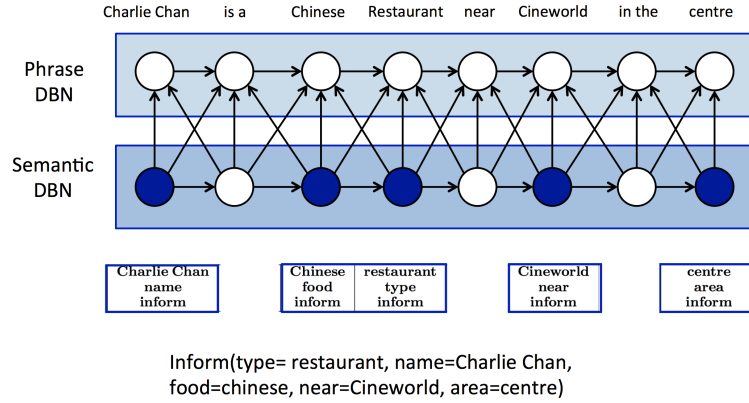 Charlie Chan is a Chinese Restaurant near Cineworld in the centre
Phrase
DBN
Semantic
DBN
Charlie Chan
name
inform
Chinese
food
inform
restaurant
type
inform
Cineworld
near
inform
centre
area
inform
Inform(type= restaurant, name=Charlie Chan,
food=chinese, near=Cineworld, area=centre)